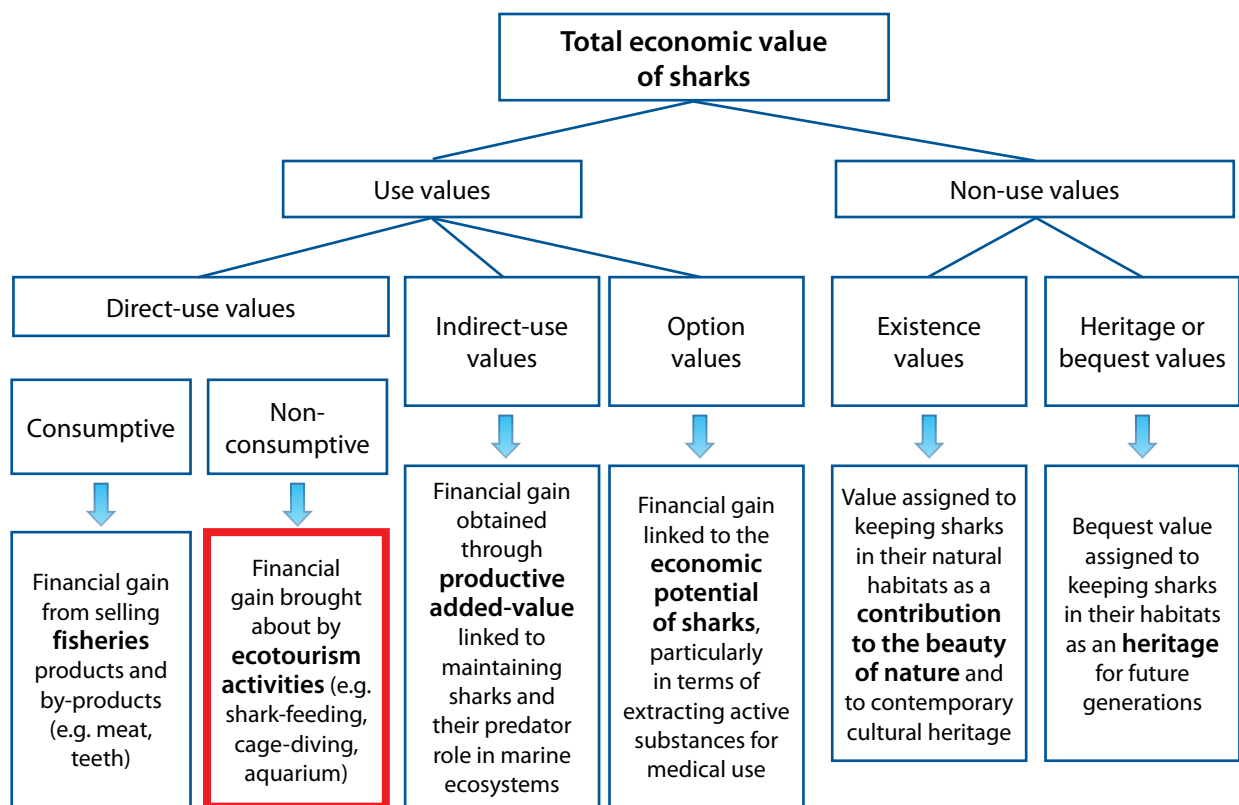 Total economic value
of sharks
Use values
Non-use values
Direct-use values
Indirect-use
values
Option
values
Existence
values
Heritage or
bequest values
Consumptive
Non-
consumptive
Financial gain
from selling
fisheries
products and
by-products
(e.g. meat,
teeth)
Financial
gain brought
about by
ecotourism
activities (e.g.
shark-feeding,
cage-diving,
aquarium)
Financial gain
obtained
through
productive
added-value
linked to
maintaining
sharks and
their predator
role in marine
ecosystems
Financial gain
linked to the
economic
potential
of sharks,
particularly
in terms of
extracting active
substances for
medical use
Value assigned to
keeping sharks
in their natural
habitats as a
contribution
to the beauty
of nature and
to contemporary
cultural heritage
Bequest value
assigned to
keeping sharks
in their habitats
as an heritage
for future
generations